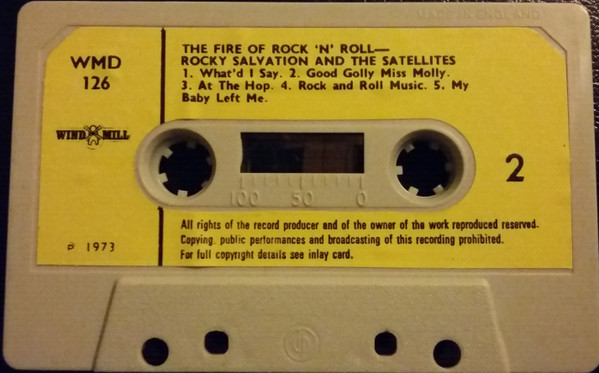 MADE IN ENGLAND
WMD
126
WINDMILL
℗ 1973
THE FIRE OF ROCK 'N' ROLL—
ROCKY SALVATION AND THE SATELLITES
1. What'd I Say. 2. Good Golly Miss Molly.
3. At The Hop. 4. Rock and Roll Music. 5. My
Baby Left Me.
100 50 0
2
All rights of the record producer and of the owner of the work reproduced reserved.
Copying, public performances and broadcasting of this recording prohibited.
For full copyright details see inlay card.